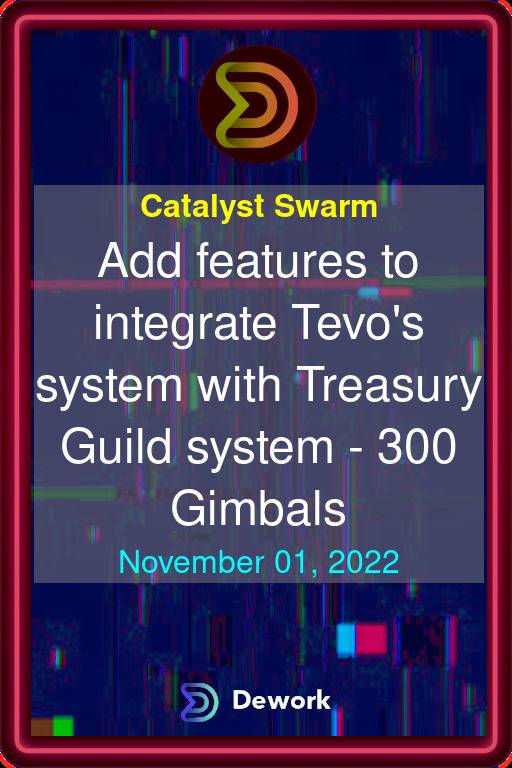 Catalyst Swarm
Add features to
integrate Tevo's
system with Treasury
Guild system - 300
Gimbals
November 01, 2022
Dework